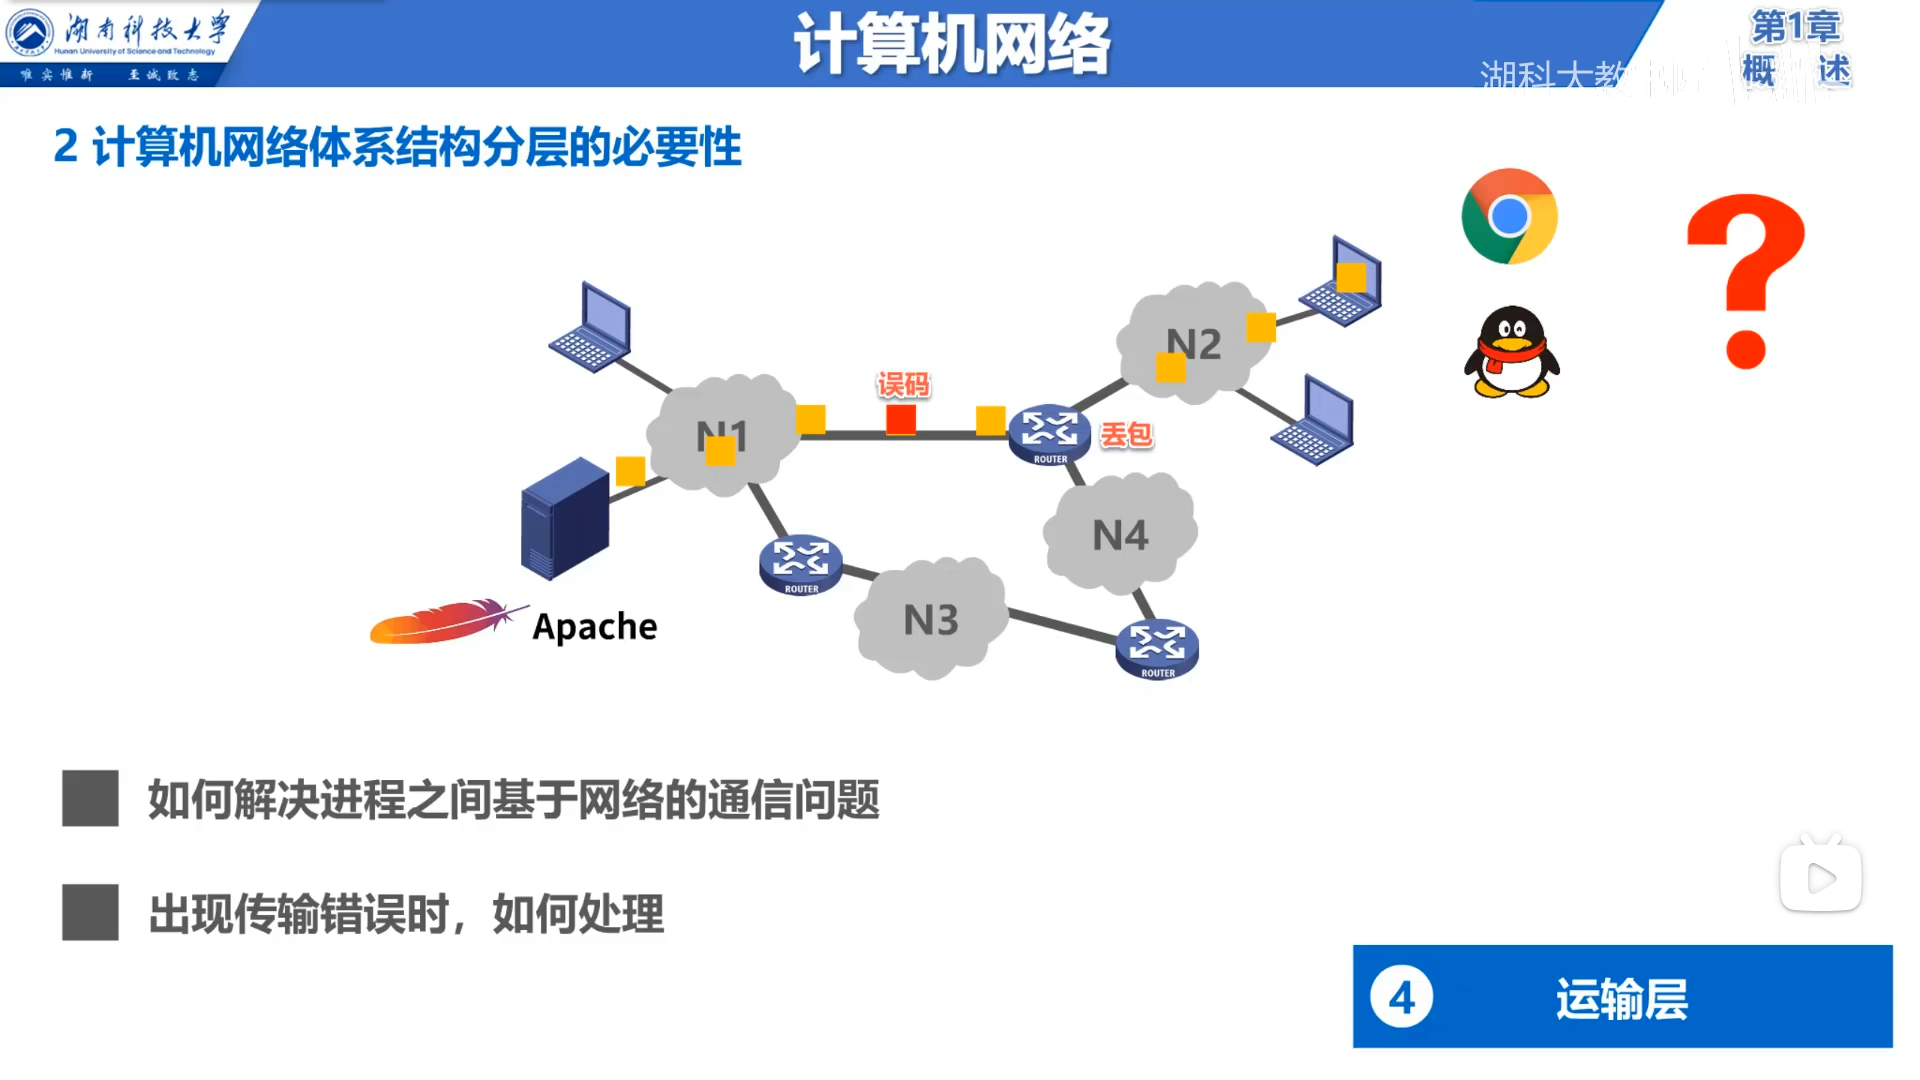 湖南科技大学
Hunan University of Science and Technology
唯实惟新 至诚致志
计算机网络
第1章
概 述
湖科大教
2 计算机网络体系结构分层的必要性
误码
N2
N1
丢包
ROUTER
N4
ROUTER
N3
Apache
ROUTER
如何解决进程之间基于网络的通信问题
出现传输错误时，如何处理
4 运输层